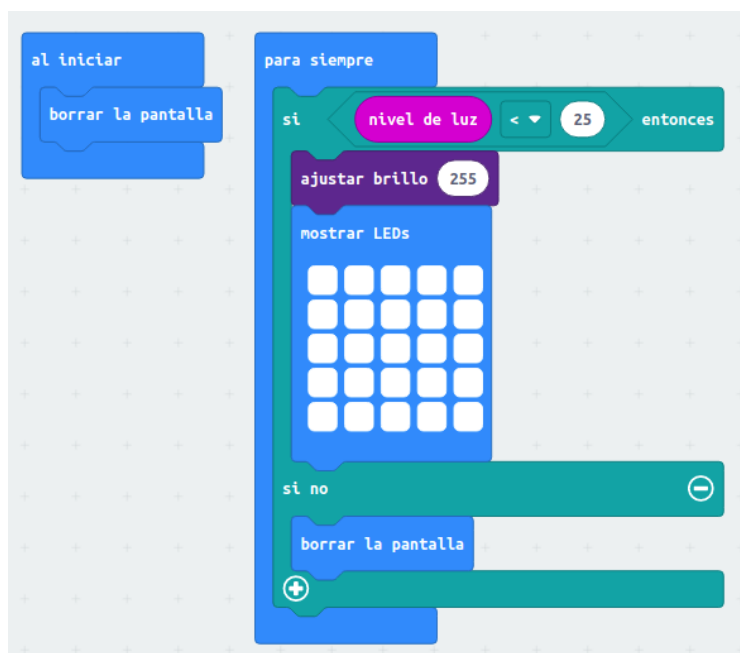 al iniciar
borrar la pantalla
para siempre
si nivel de luz < 25 entonces
ajustar brillo 255
mostrar LEDs
si no
borrar la pantalla